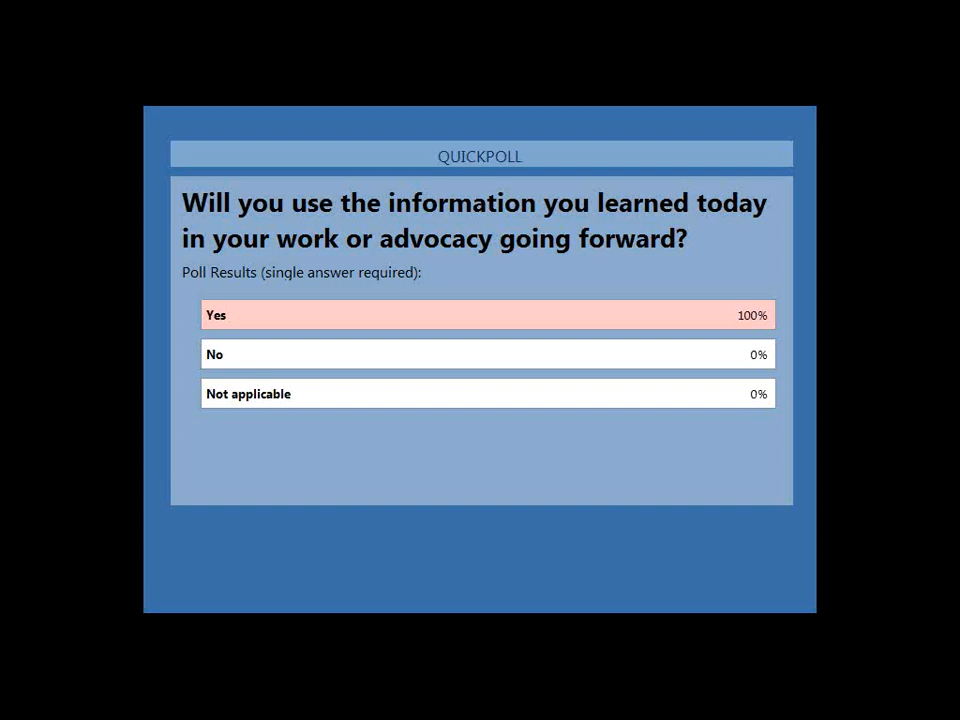 QUICKPOLL
Will you use the information you learned today
in your work or advocacy going forward?
Poll Results (single answer required):
Yes 100%
No 0%
Not applicable 0%